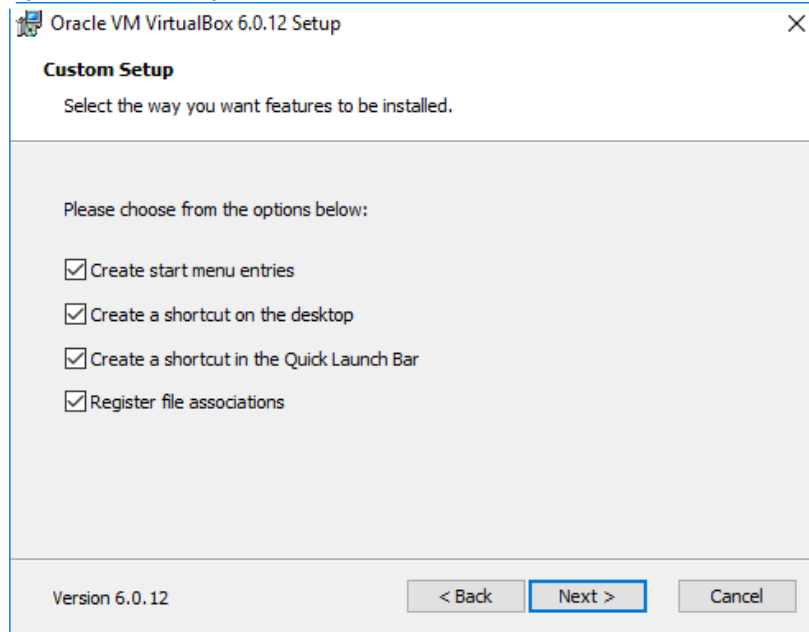 Oracle VM VirtualBox 6.0.12 Setup
Custom Setup
Select the way you want features to be installed.
Please choose from the options below:
Create start menu entries
Create a shortcut on the desktop
Create a shortcut in the Quick Launch Bar
Register file associations
Version 6.0.12
< Back
Next >
Cancel